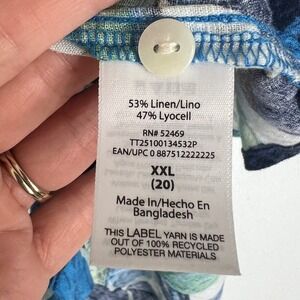 53% Linen/Lino
47% Lyocell
RN# 52469
TT25100134532P
EAN/UPC 0 887512222225
XXL
(20)
Made In/Hecho En
Bangladesh
THIS LABEL YARN IS MADE
OUT OF 100% RECYCLED
POLYESTER MATERIALS